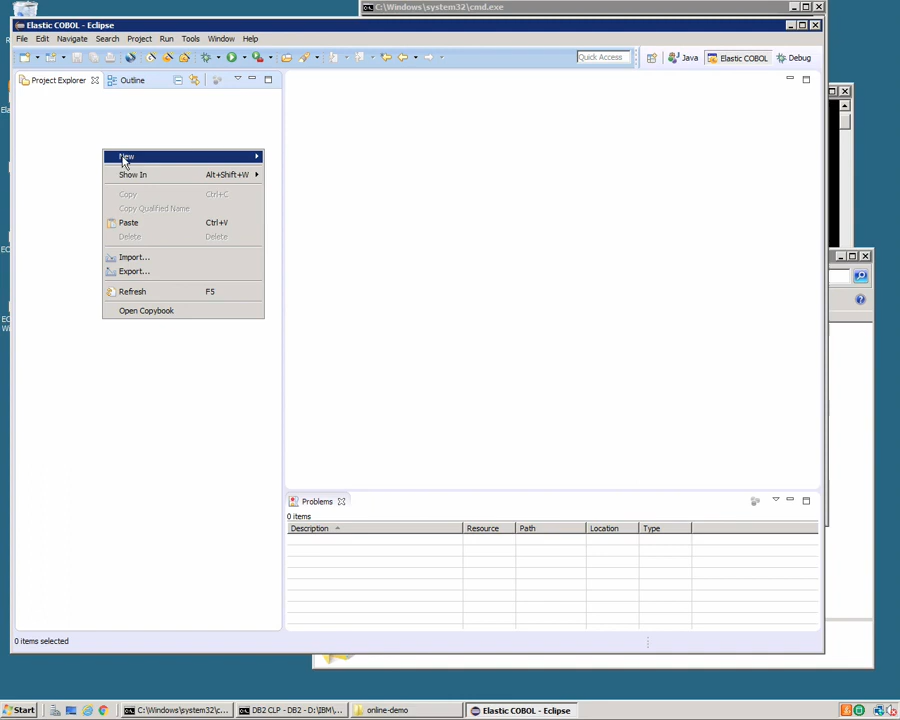 C:\Windows\system32\cmd.exe
Elastic COBOL - Eclipse
File Edit Navigate Search Project Run Tools Window Help
Quick Access Java Elastic COBOL Debug
Project Explorer Outline
New
Show In Alt+Shift+W
Copy Ctrl+C
Copy Qualified Name
Paste Ctrl+V
Delete Delete
Import...
Export...
Refresh F5
Open Copybook
Problems
0 items
Description Resource Path Location Type
0 items selected
Start C:\Windows\system32\c... DB2 CLP - DB2 - D:\IBM\... online-demo Elastic COBOL - Eclipse